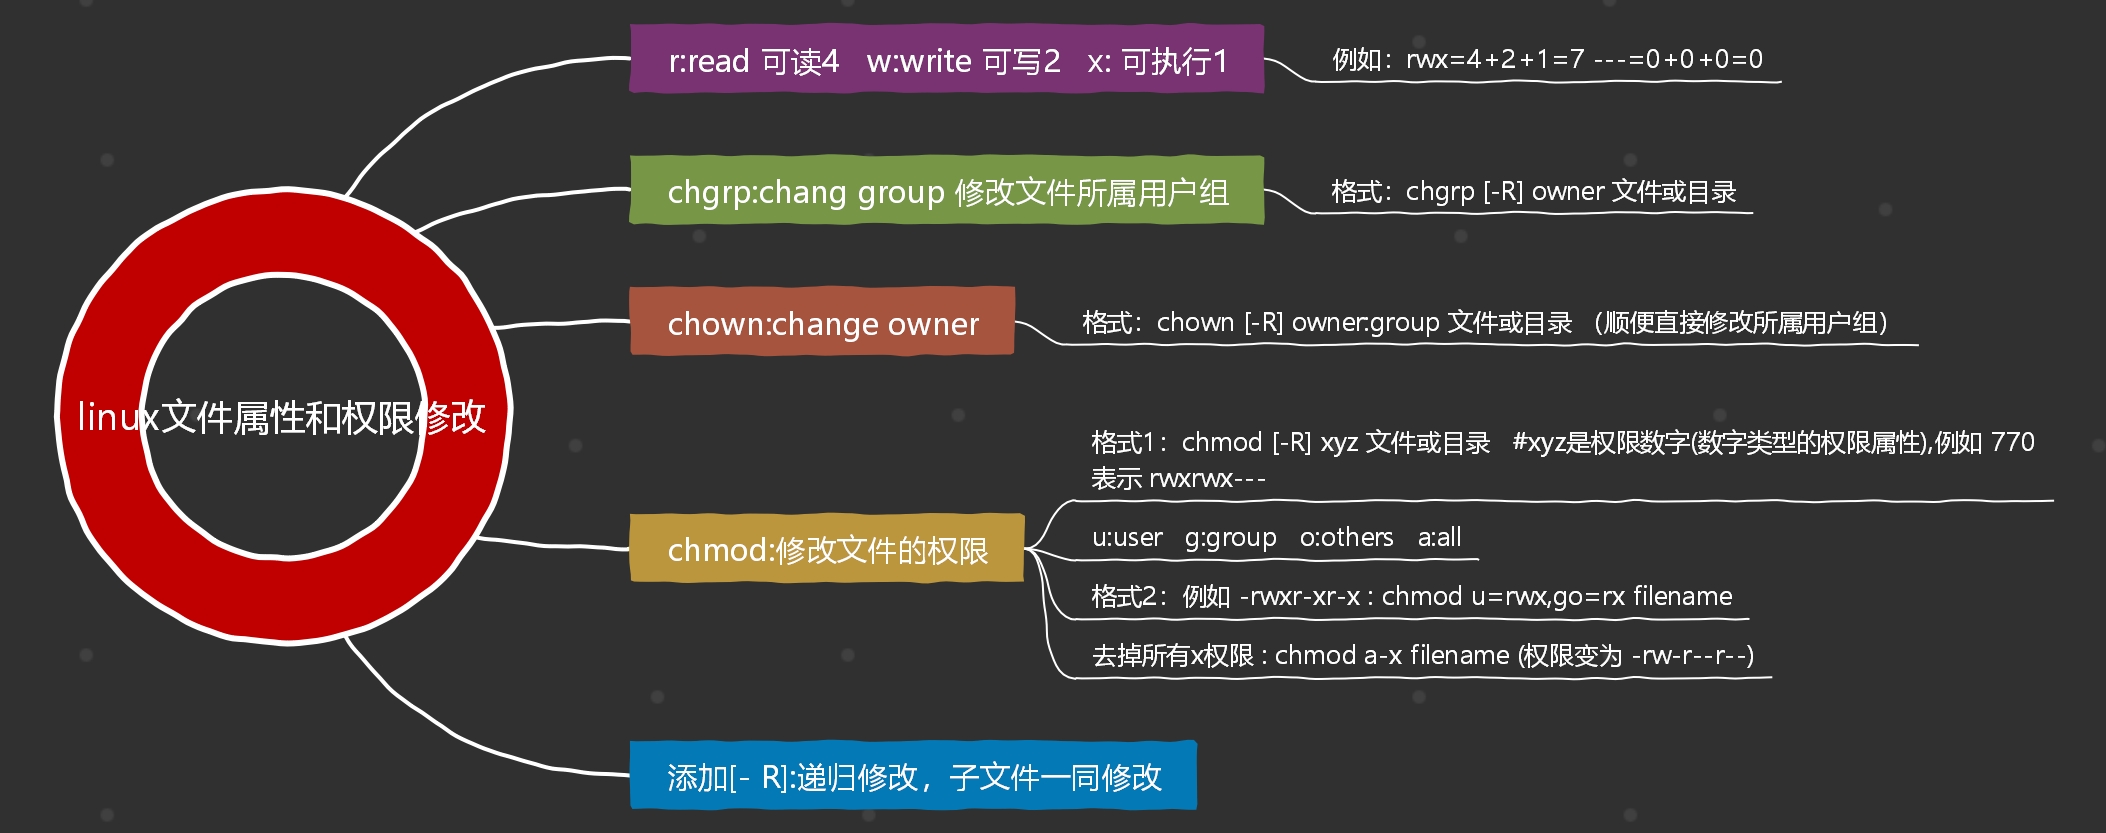 linux文件属性和权限修改
r:read 可读4 w:write 可写2 x: 可执行1
例如：rwx=4+2+1=7 ---=0+0+0=0
chgrp:chang group 修改文件所属用户组
格式：chgrp [-R] owner 文件或目录
chown:change owner
格式：chown [-R] owner:group 文件或目录 （顺便直接修改所属用户组）
chmod:修改文件的权限
格式1：chmod [-R] xyz 文件或目录 #xyz是权限数字(数字类型的权限属性),例如 770
表示 rwxrwx---
u:user g:group o:others a:all
格式2：例如 -rwxr-xr-x : chmod u=rwx,go=rx filename
去掉所有x权限 : chmod a-x filename (权限变为 -rw-r--r--)
添加[- R]:递归修改，子文件一同修改